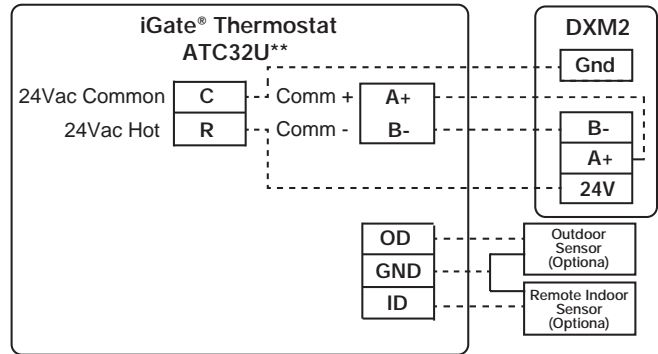 iGate® Thermostat
ATC32U**
DXM2
Gnd
24Vac Common
C
Comm +
A+
24Vac Hot
R
Comm -
B-
B-
A+
24V
OD
GND
ID
Outdoor
Sensor
(Optiona)
Remote Indoor
Sensor
(Optiona)